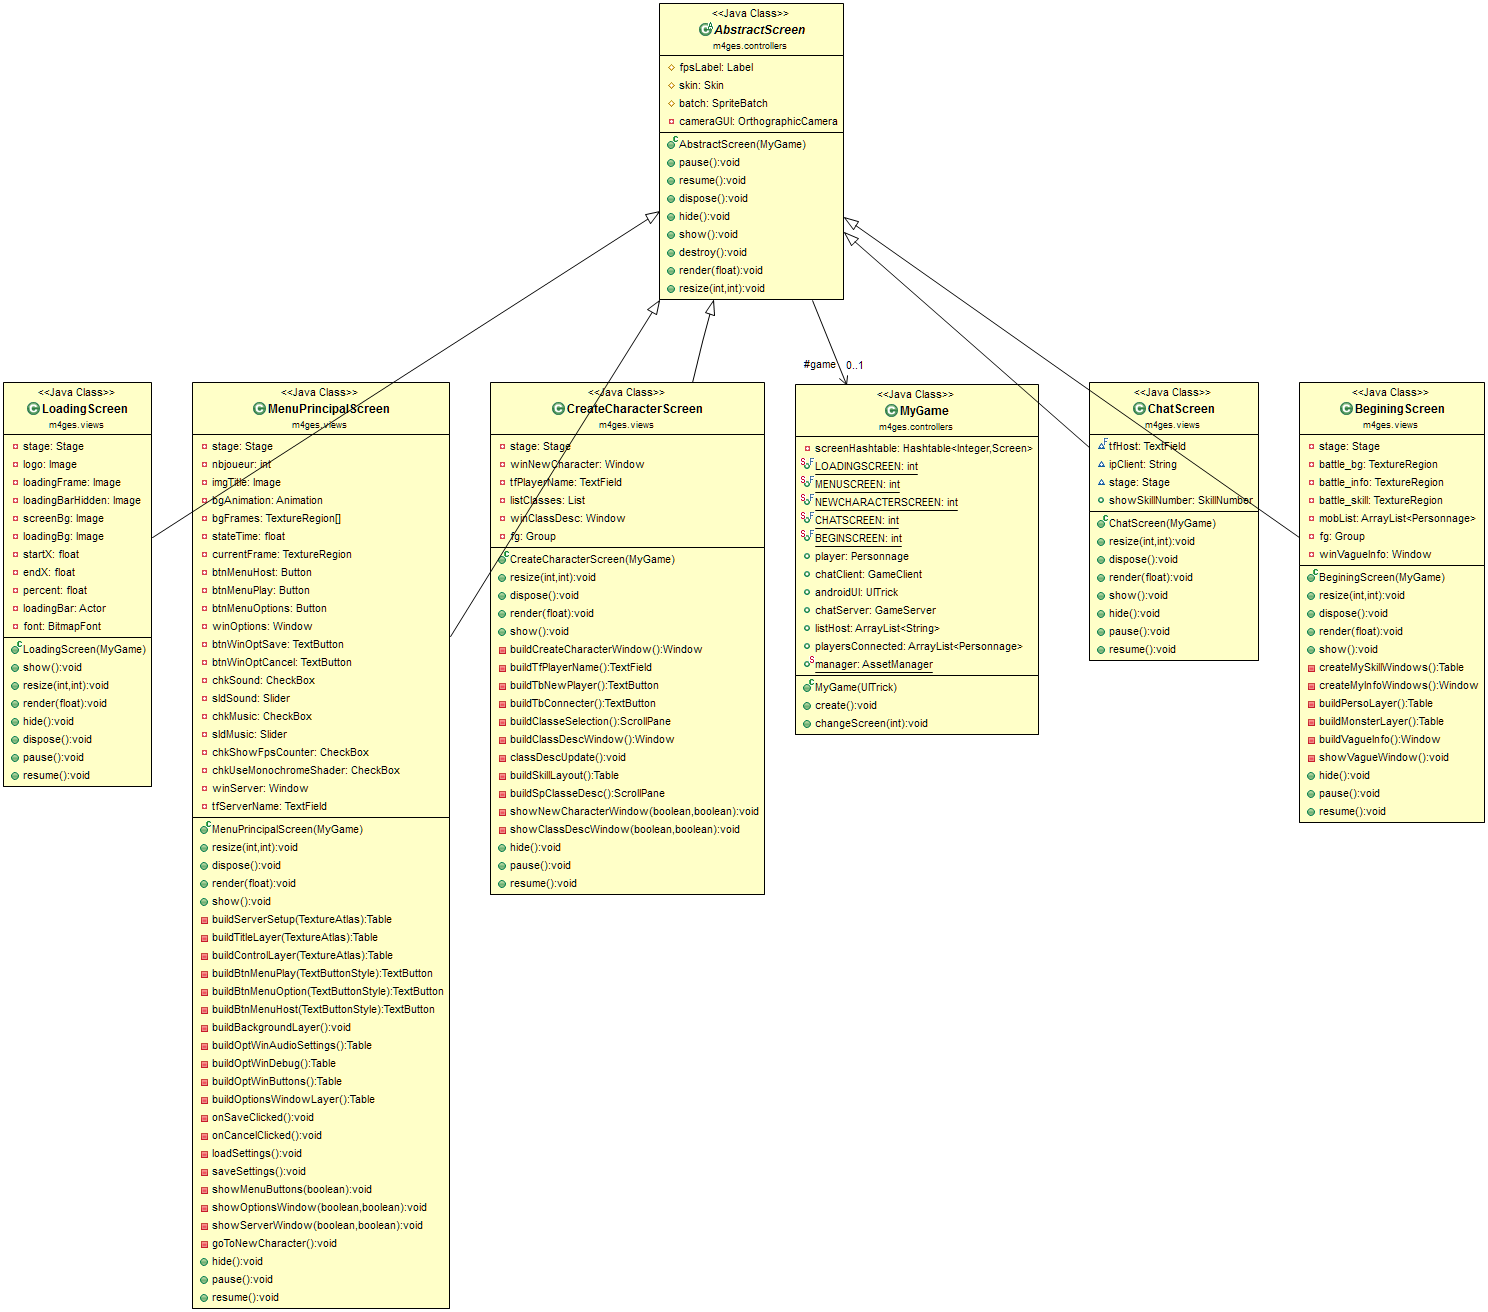 <<Java Class>>
AbstractScreen
m4ges.controllers
fpsLabel: Label
skin: Skin
batch: SpriteBatch
cameraGUI: OrthographicCamera
AbstractScreen(MyGame)
pause():void
resume():void
dispose():void
hide():void
show():void
destroy():void
render(float):void
resize(int,int):void
#game
0..1
<<Java Class>>
LoadingScreen
m4ges.views
stage: Stage
logo: Image
loadingFrame: Image
loadingBarHidden: Image
screenBg: Image
loadingBg: Image
startX: float
endX: float
percent: float
loadingBar: Actor
font: BitmapFont
LoadingScreen(MyGame)
show():void
resize(int,int):void
render(float):void
hide():void
dispose():void
pause():void
resume():void
<<Java Class>>
MenuPrincipalScreen
m4ges.views
stage: Stage
nbjoueur: int
imgTitle: Image
bgAnimation: Animation
bgFrames: TextureRegion[]
stateTime: float
currentFrame: TextureRegion
btnMenuHost: Button
btnMenuPlay: Button
btnMenuOptions: Button
winOptions: Window
btnWinOptSave: TextButton
btnWinOptCancel: TextButton
chkSound: CheckBox
sldSound: Slider
chkMusic: CheckBox
sldMusic: Slider
chkShowFpsCounter: CheckBox
chkUseMonochromeShader: CheckBox
winServer: Window
tfServerName: TextField
MenuPrincipalScreen(MyGame)
resize(int,int):void
dispose():void
render(float):void
show():void
buildServerSetup(TextureAtlas):Table
buildTitleLayer(TextureAtlas):Table
buildControlLayer(TextureAtlas):Table
buildBtnMenuPlay(TextButtonStyle):TextButton
buildBtnMenuOption(TextButtonStyle):TextButton
buildBtnMenuHost(TextButtonStyle):TextButton
buildBackgroundLayer():void
buildOptWinAudioSettings():Table
buildOptWinDebug():Table
buildOptWinButtons():Table
buildOptionsWindowLayer():Table
onSaveClicked():void
onCancelClicked():void
loadSettings():void
saveSettings():void
showMenuButtons(boolean):void
showOptionsWindow(boolean,boolean):void
showServerWindow(boolean,boolean):void
goToNewCharacter():void
hide():void
pause():void
resume():void
<<Java Class>>
CreateCharacterScreen
m4ges.views
stage: Stage
winNewCharacter: Window
tfPlayerName: TextField
listClasses: List
winClassDesc: Window
fg: Group
CreateCharacterScreen(MyGame)
resize(int,int):void
dispose():void
render(float):void
show():void
buildCreateCharacterWindow():Window
buildTfPlayerName():TextField
buildTbNewPlayer():TextButton
buildTbConnecter():TextButton
buildClasseSelection():ScrollPane
buildClassDescWindow():Window
classDescUpdate():void
buildSkillLayout():Table
buildSpClasseDesc():ScrollPane
showNewCharacterWindow(boolean,boolean):void
showClassDescWindow(boolean,boolean):void
hide():void
pause():void
resume():void
<<Java Class>>
MyGame
m4ges.controllers
screenHashtable: Hashtable<Integer,Screen>
LOADINGSCREEN: int
MENUSCREEN: int
NEWCHARACTERSCREEN: int
CHATSCREEN: int
BEGINSCREEN: int
player: Personnage
chatClient: GameClient
androidUI: UITrick
chatServer: GameServer
listHost: ArrayList<String>
playersConnected: ArrayList<Personnage>
manager: AssetManager
MyGame(UITrick)
create():void
changeScreen(int):void
<<Java Class>>
ChatScreen
m4ges.views
tfHost: TextField
ipClient: String
stage: Stage
showSkillNumber: SkillNumber
ChatScreen(MyGame)
resize(int,int):void
dispose():void
render(float):void
show():void
hide():void
pause():void
resume():void
<<Java Class>>
BeginingScreen
m4ges.views
stage: Stage
battle_bg: TextureRegion
battle_info: TextureRegion
battle_skill: TextureRegion
mobList: ArrayList<Personnage>
fg: Group
winVagueInfo: Window
BeginingScreen(MyGame)
resize(int,int):void
dispose():void
render(float):void
show():void
createMySkillWindows():Table
createMyInfoWindows():Window
buildPersoLayer():Table
buildMonsterLayer():Table
buildVagueInfo():Window
showVagueWindow():void
hide():void
pause():void
resume():void